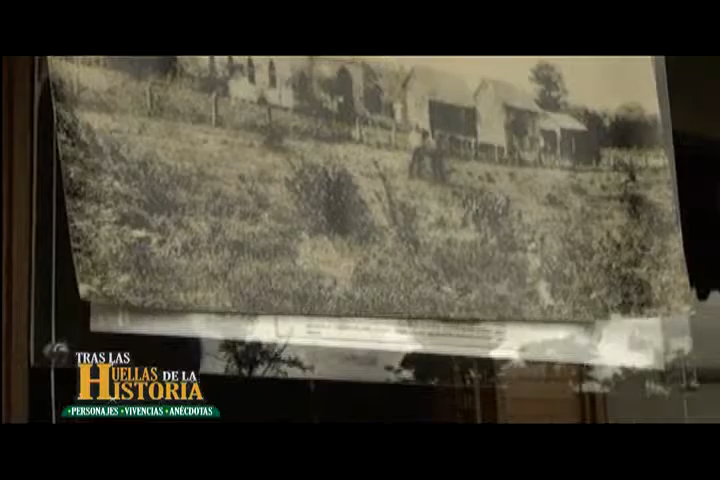 TRAS LAS
HUELLAS DE LA
HISTORIA
• PERSONAJES • VIVENCIAS • ANÉCDOTAS